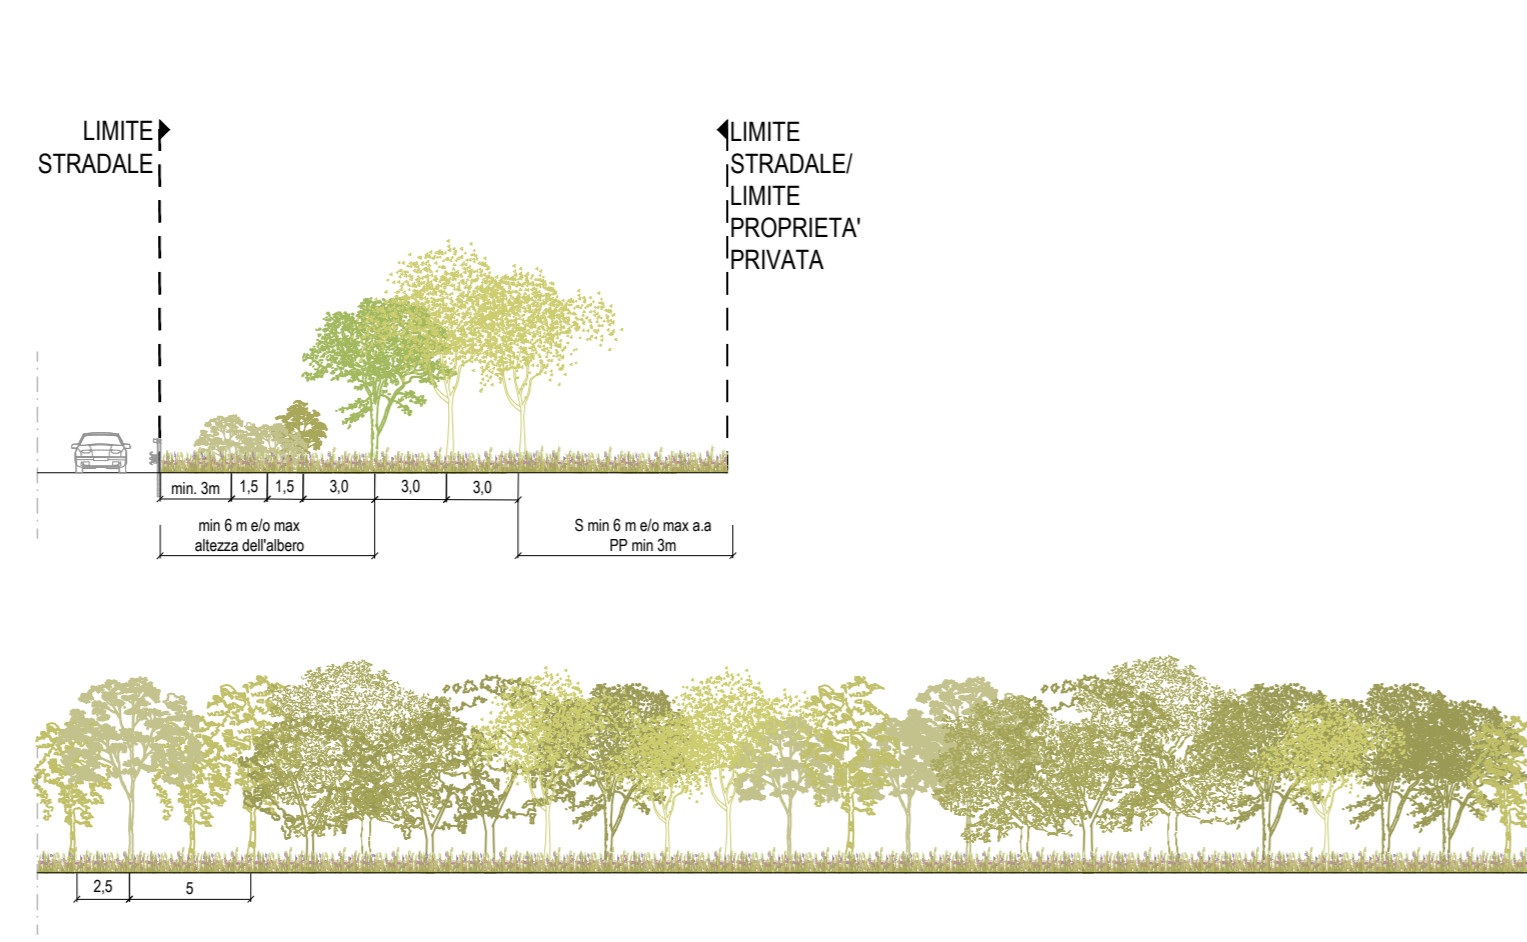 LIMITE
STRADALE
LIMITE
STRADALE/
LIMITE
PROPRIETA'
PRIVATA
min. 3m
1,5
1,5
3,0
3,0
3,0
min 6 m e/o max
altezza dell'albero
S min 6 m e/o max a.a
PP min 3m
2,5
5